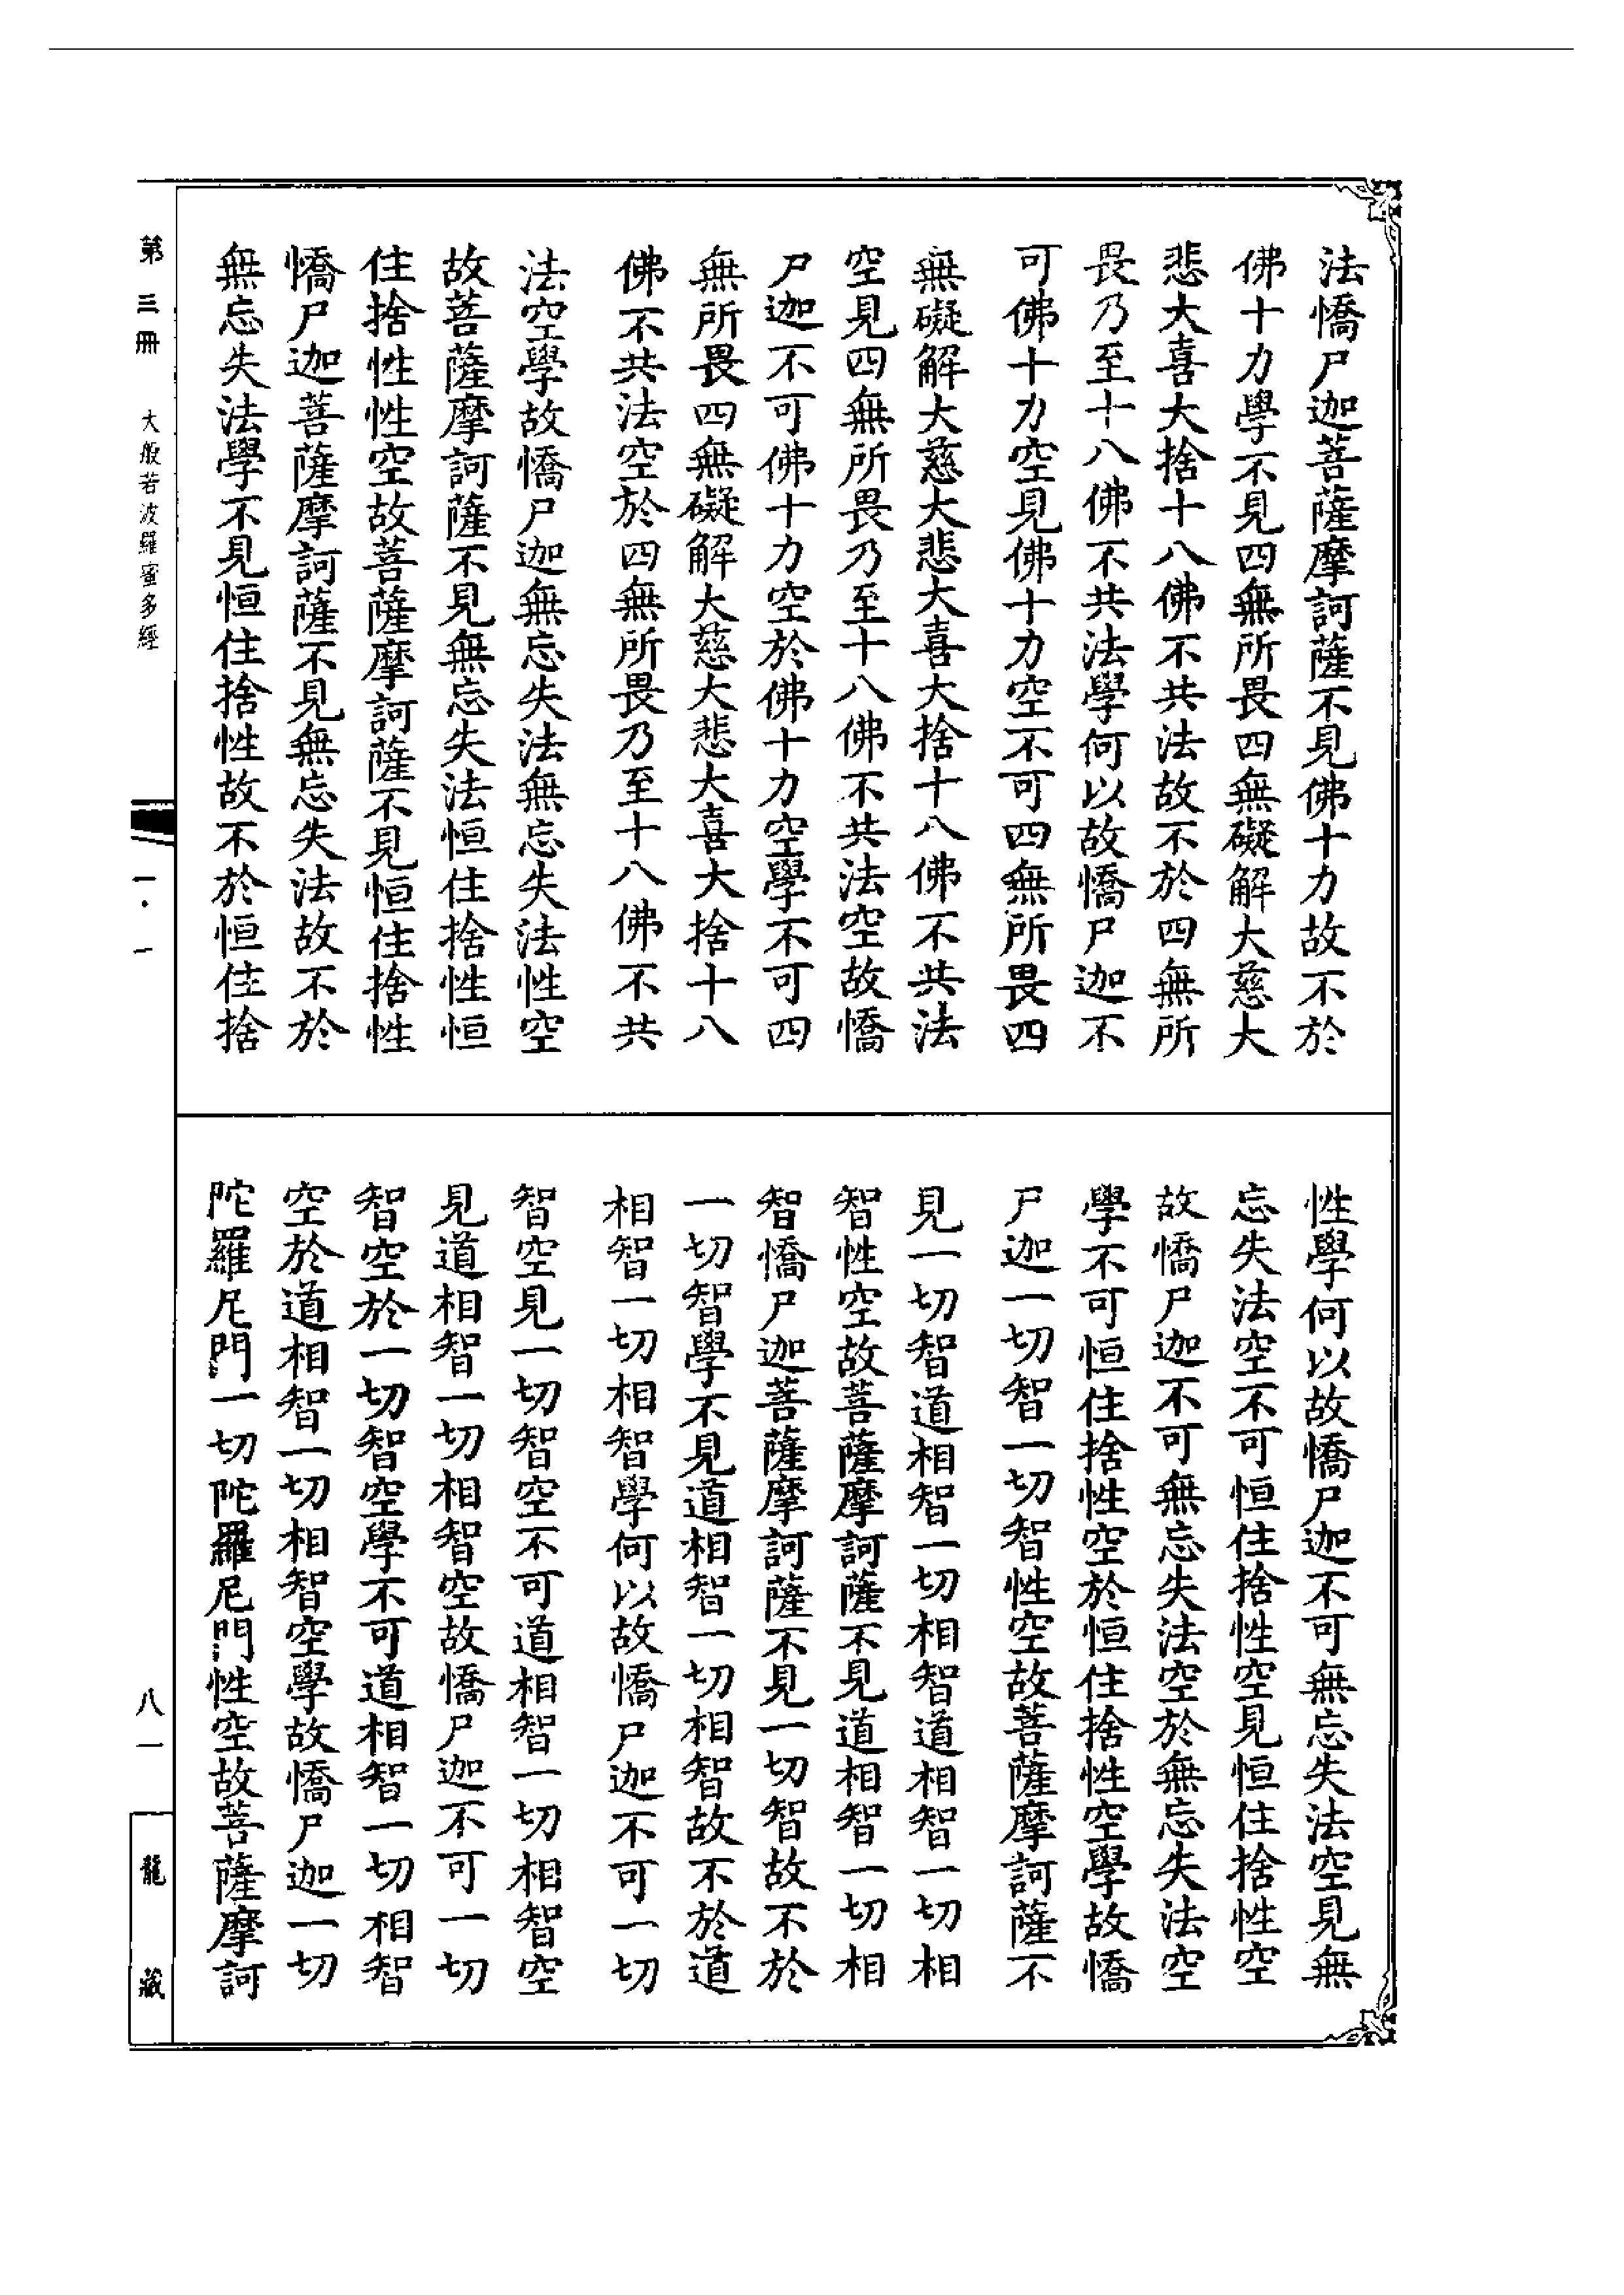 法憍尸迦菩薩摩訶薩不見佛十力故不於
佛十力學不見四無所畏四無礙解大慈大
悲大喜大捨十八佛不共法故不於四無所
畏乃至十八佛不共法學何以故憍尸迦不
可佛十力空見佛十力空不可四無所畏四
無礙解大慈大悲大喜大捨十八佛不共法
空見四無所畏乃至十八佛不共法空故憍
尸迦不可佛十力空於佛十力空學不可四
無所畏四無礙解大慈大悲大喜大捨十八
佛不共法空於四無所畏乃至十八佛不共
法空學故憍尸迦無忘失法無忘失法性空
故菩薩摩訶薩不見無忘失法恒住捨性恒
住捨性性空故菩薩摩訶薩不見恒住捨性
憍尸迦菩薩摩訶薩不見無忘失法故不於
無忘失法學不見恒住捨性故不於恒住捨
性學何以故憍尸迦不可無忘失法空見無
忘失法空不可恒住捨性空見恒住捨性空
故憍尸迦不可無忘失法空於無忘失法空
學不可恒住捨性空於恒住捨性空學故憍
尸迦一切智一切智性空故菩薩摩訶薩不
見一切智道相智一切相智道相智一切相
智性空故菩薩摩訶薩不見道相智一切相
智憍尸迦菩薩摩訶薩不見一切智故不於
一切智學不見道相智一切相智故不於道
相智一切相智學何以故憍尸迦不可一切
智空見一切智空不可道相智一切相智空
見道相智一切相智空故憍尸迦不可一切
智空於一切智空學不可道相智一切相智
空於道相智一切相智空學故憍尸迦一切
陀羅尼門一切陀羅尼門性空故菩薩摩訶
第三冊 大般若波羅蜜多經 一·一 八一 龍藏